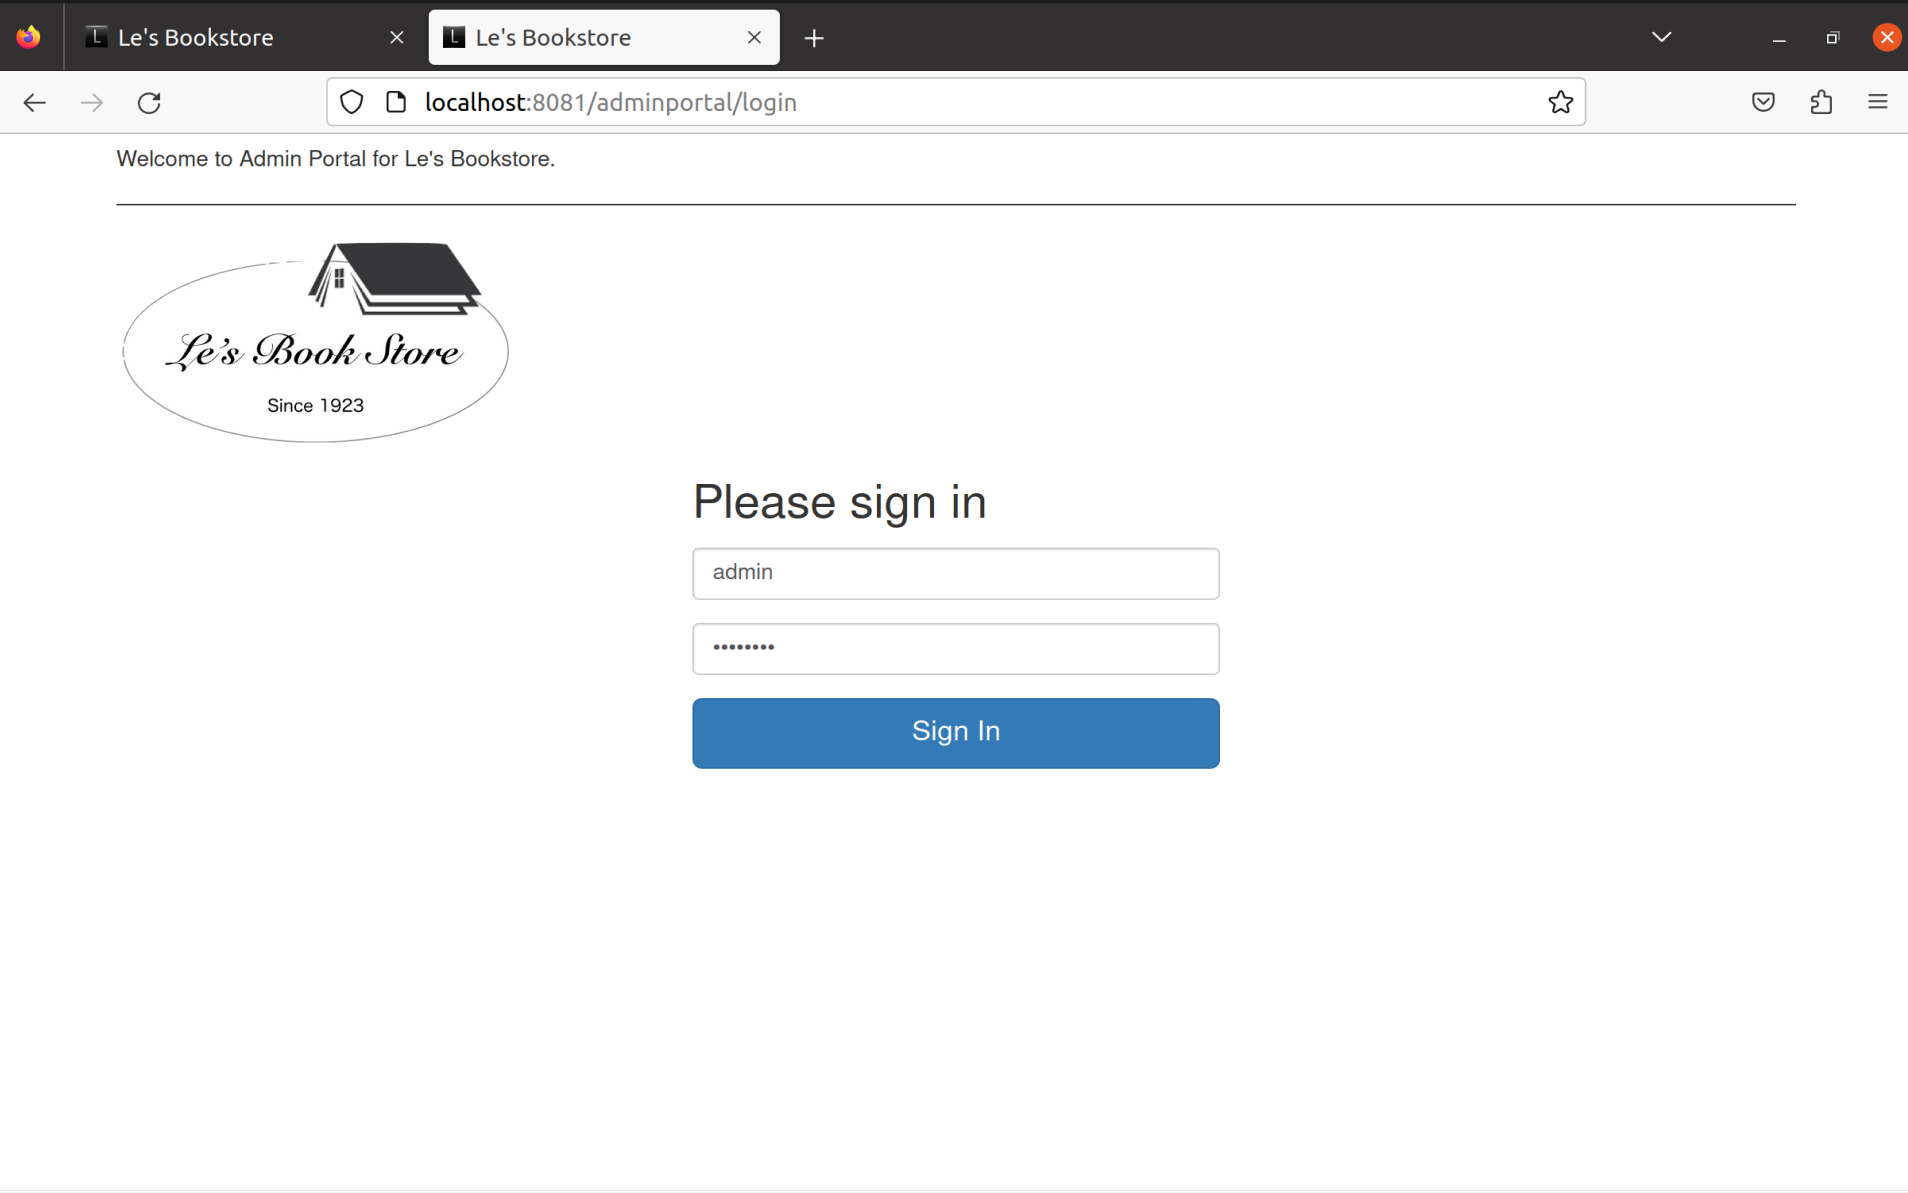 Le's Bookstore
Le's Bookstore
localhost:8081/adminportal/login
Welcome to Admin Portal for Le's Bookstore.
Le's Book Store
Since 1923
Please sign in
admin
••••••••
Sign In